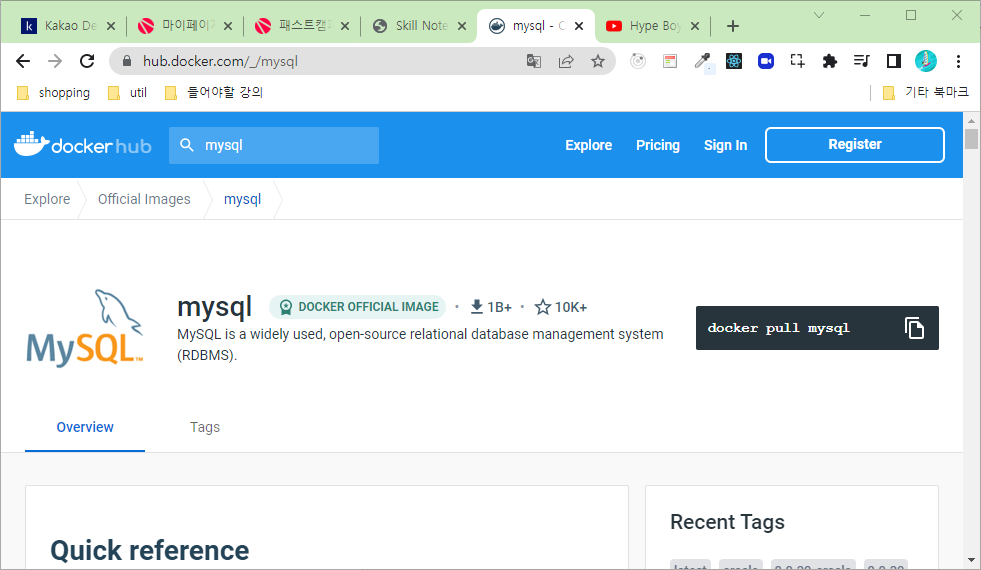 Kakao De
마이페이지
패스트캠퍼
Skill Note
mysql - O
Hype Boy
hub.docker.com/_/mysql
shopping
util
들어야할 강의
기타 북마크
docker hub
mysql
Explore
Pricing
Sign In
Register
Explore
Official Images
mysql
MySQL™
mysql
DOCKER OFFICIAL IMAGE
• 1B+ • 10K+
MySQL is a widely used, open-source relational database management system
(RDBMS).
docker pull mysql
Overview
Tags
Quick reference
Recent Tags